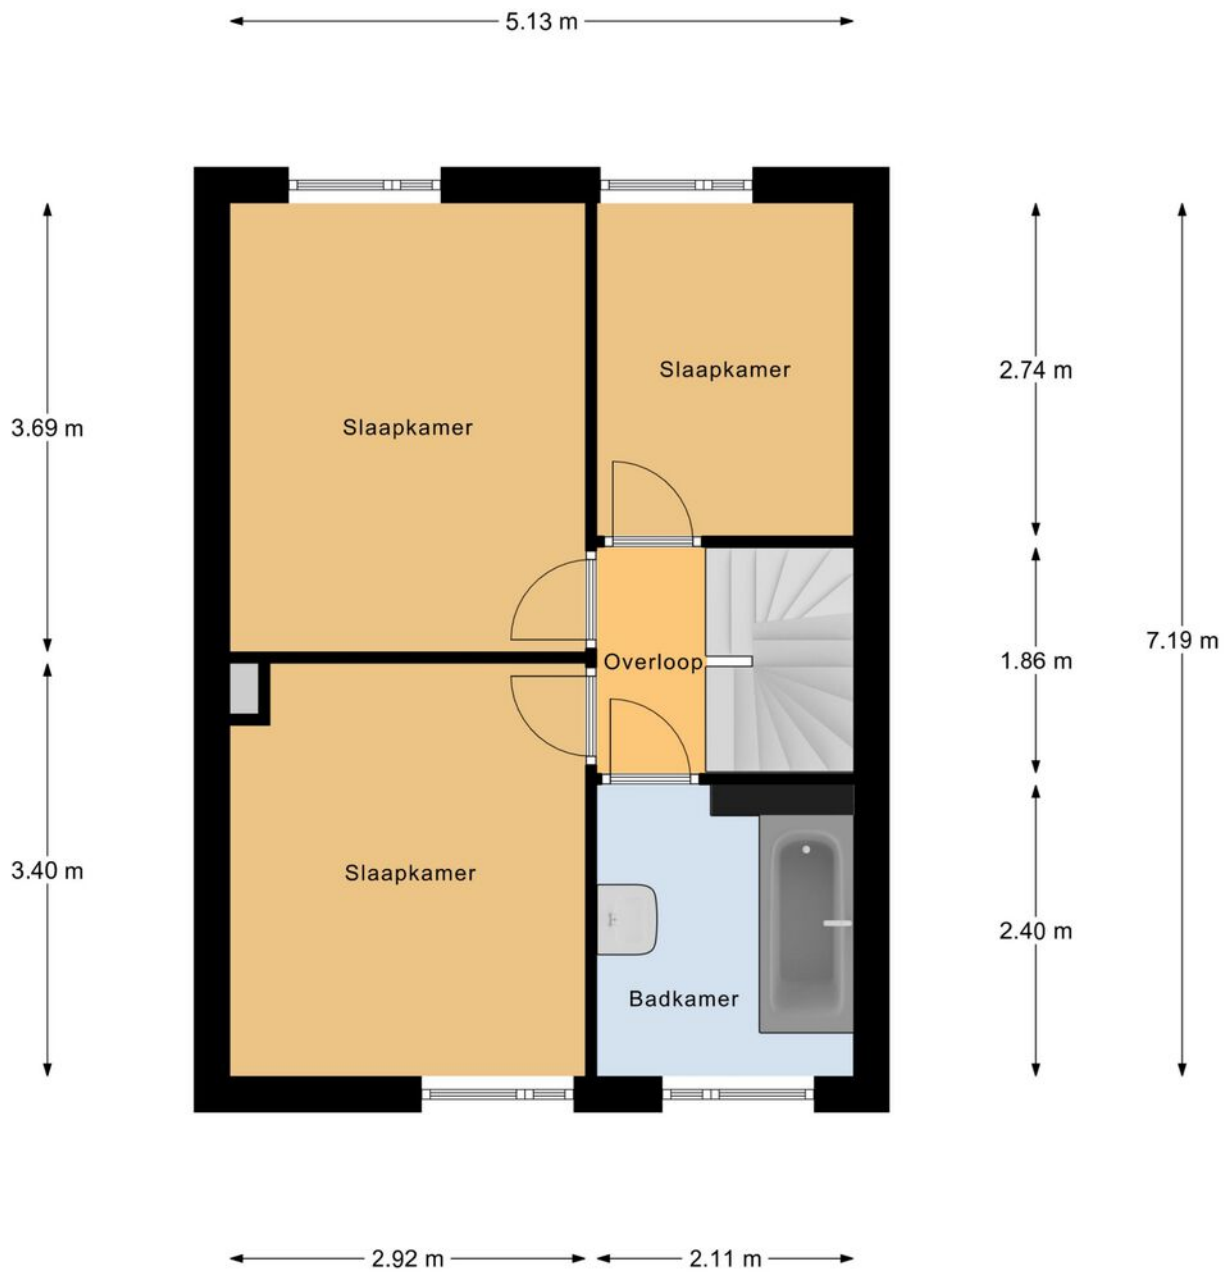 5.13 m
Slaapkamer
2.74 m
3.69 m
Slaapkamer
7.19 m
Overloop
1.86 m
3.40 m
Slaapkamer
2.40 m
Badkamer
2.92 m
2.11 m